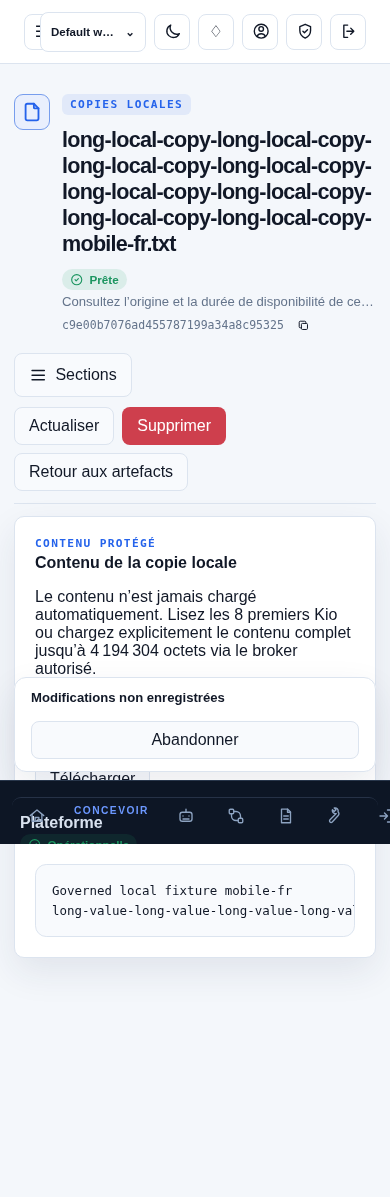 Default w… ⌄
COPIES LOCALES
long-local-copy-long-local-copy-
long-local-copy-long-local-copy-
long-local-copy-long-local-copy-
long-local-copy-long-local-copy-
mobile-fr.txt
Prête
Consultez l’origine et la durée de disponibilité de ce…
c9e00b7076ad455787199a34a8c95325
Sections
Actualiser
Supprimer
Retour aux artefacts
CONTENU PROTÉGÉ
Contenu de la copie locale
Le contenu n’est jamais chargé
automatiquement. Lisez les 8 premiers Kio
ou chargez explicitement le contenu complet
jusqu’à 4 194 304 octets via le broker
autorisé.
Modifications non enregistrées
Abandonner
Télécharger
CONCEVOIR
Plateforme
Opérationnelle
Governed local fixture mobile-fr
long-value-long-value-long-value-long-val